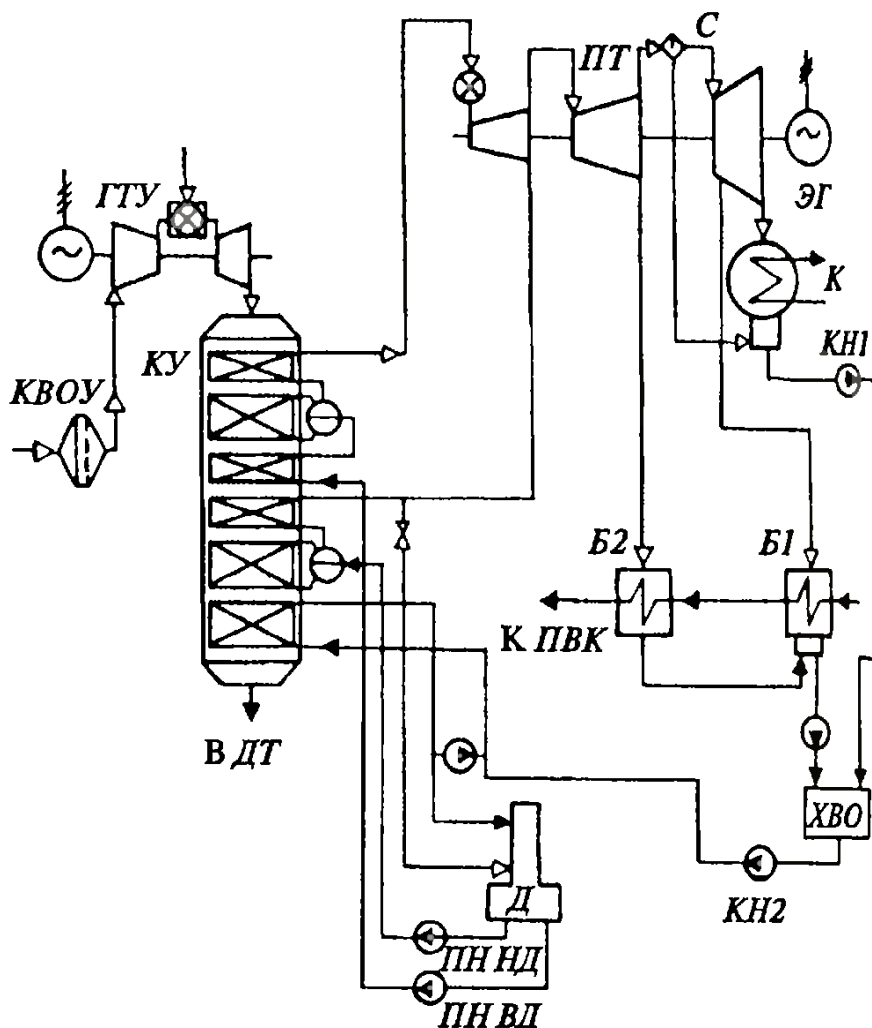 С
ПТ
ГТУ
ЭГ
К
КУ
КН1
КВОУ
Б2
Б1
К ПВК
В ДТ
ХВО
Д
КН2
ПН НД
ПН ВД